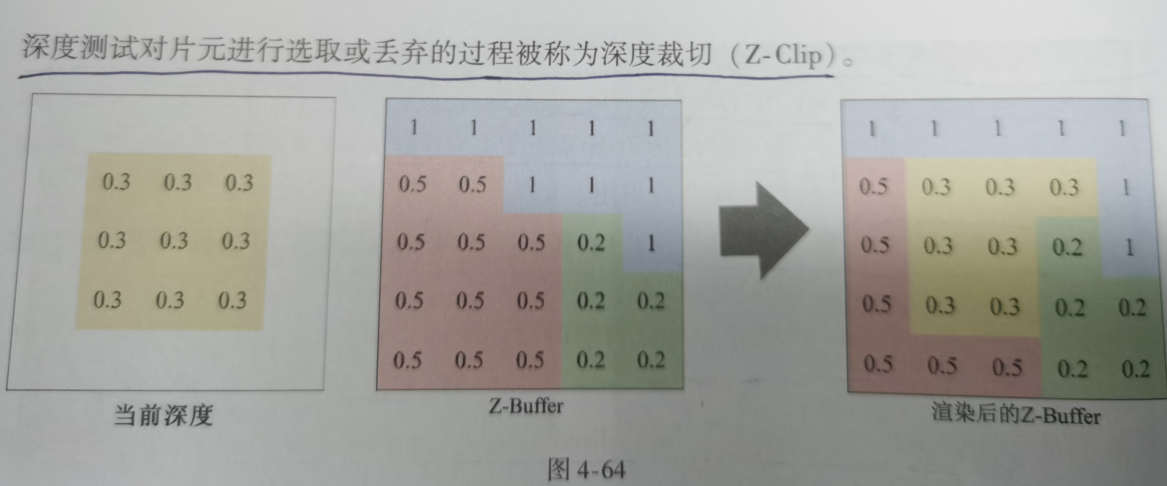 深度测试对片元进行选取或丢弃的过程被称为深度裁切（Z-Clip）。
0.3 0.3 0.3
0.3 0.3 0.3
0.3 0.3 0.3
当前深度
1 1 1 1 1
0.5 0.5 1 1 1
0.5 0.5 0.5 0.2 1
0.5 0.5 0.5 0.2 0.2
0.5 0.5 0.5 0.2 0.2
Z-Buffer
1 1 1 1 1
0.5 0.3 0.3 0.3 1
0.5 0.3 0.3 0.2 1
0.5 0.3 0.3 0.2 0.2
0.5 0.5 0.5 0.2 0.2
渲染后的Z-Buffer
图 4-64